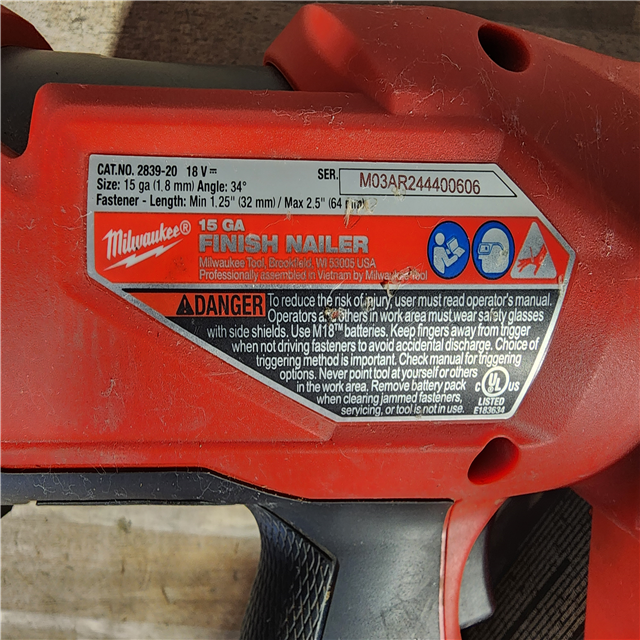 CAT.NO. 2839-20 18 V
SER. M03AR244400606
Size: 15 ga (1.8 mm) Angle: 34°
Fastener - Length: Min 1.25" (32 mm) / Max 2.5" (64 mm)
Milwaukee®
15 GA
FINISH NAILER
Milwaukee Tool, Brookfield, WI 53005 USA
Professionally assembled in Vietnam by Milwaukee Tool
DANGER To reduce the risk of injury, user must read operator's manual.
Operators and others in work area must wear safety glasses
with side shields. Use M18™ batteries. Keep fingers away from trigger
when not driving fasteners to avoid accidental discharge. Choice of
triggering method is important. Check manual for triggering
options. Never point tool at yourself or others
in the work area. Remove battery pack
when clearing jammed fasteners,
servicing, or tool is not in use.
C UL US
LISTED
E183634